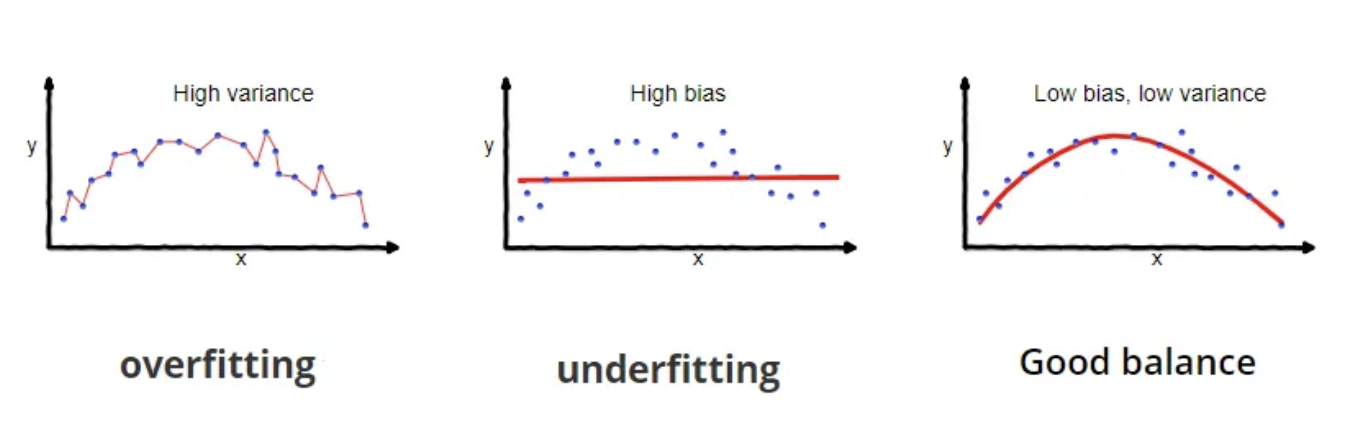 High variance
y
x
overfitting
High bias
y
x
underfitting
Low bias, low variance
y
x
Good balance